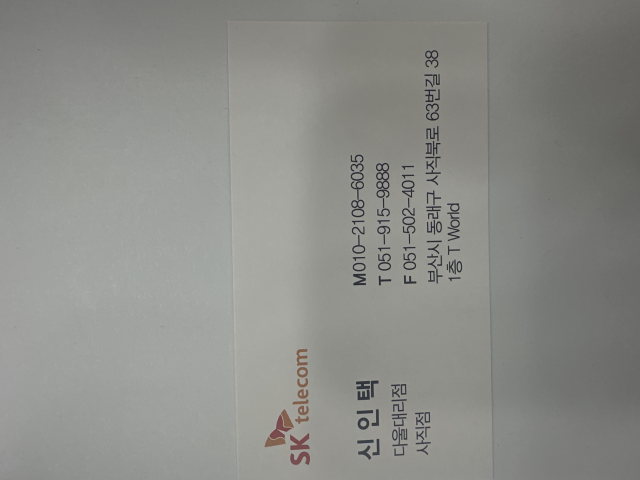 SK telecom
신인택
다울대리점
사직점
M 010-2108-6035
T 051-915-9888
F 051-502-4011
부산시 동래구 사직북로 63번길 38
1층 T World